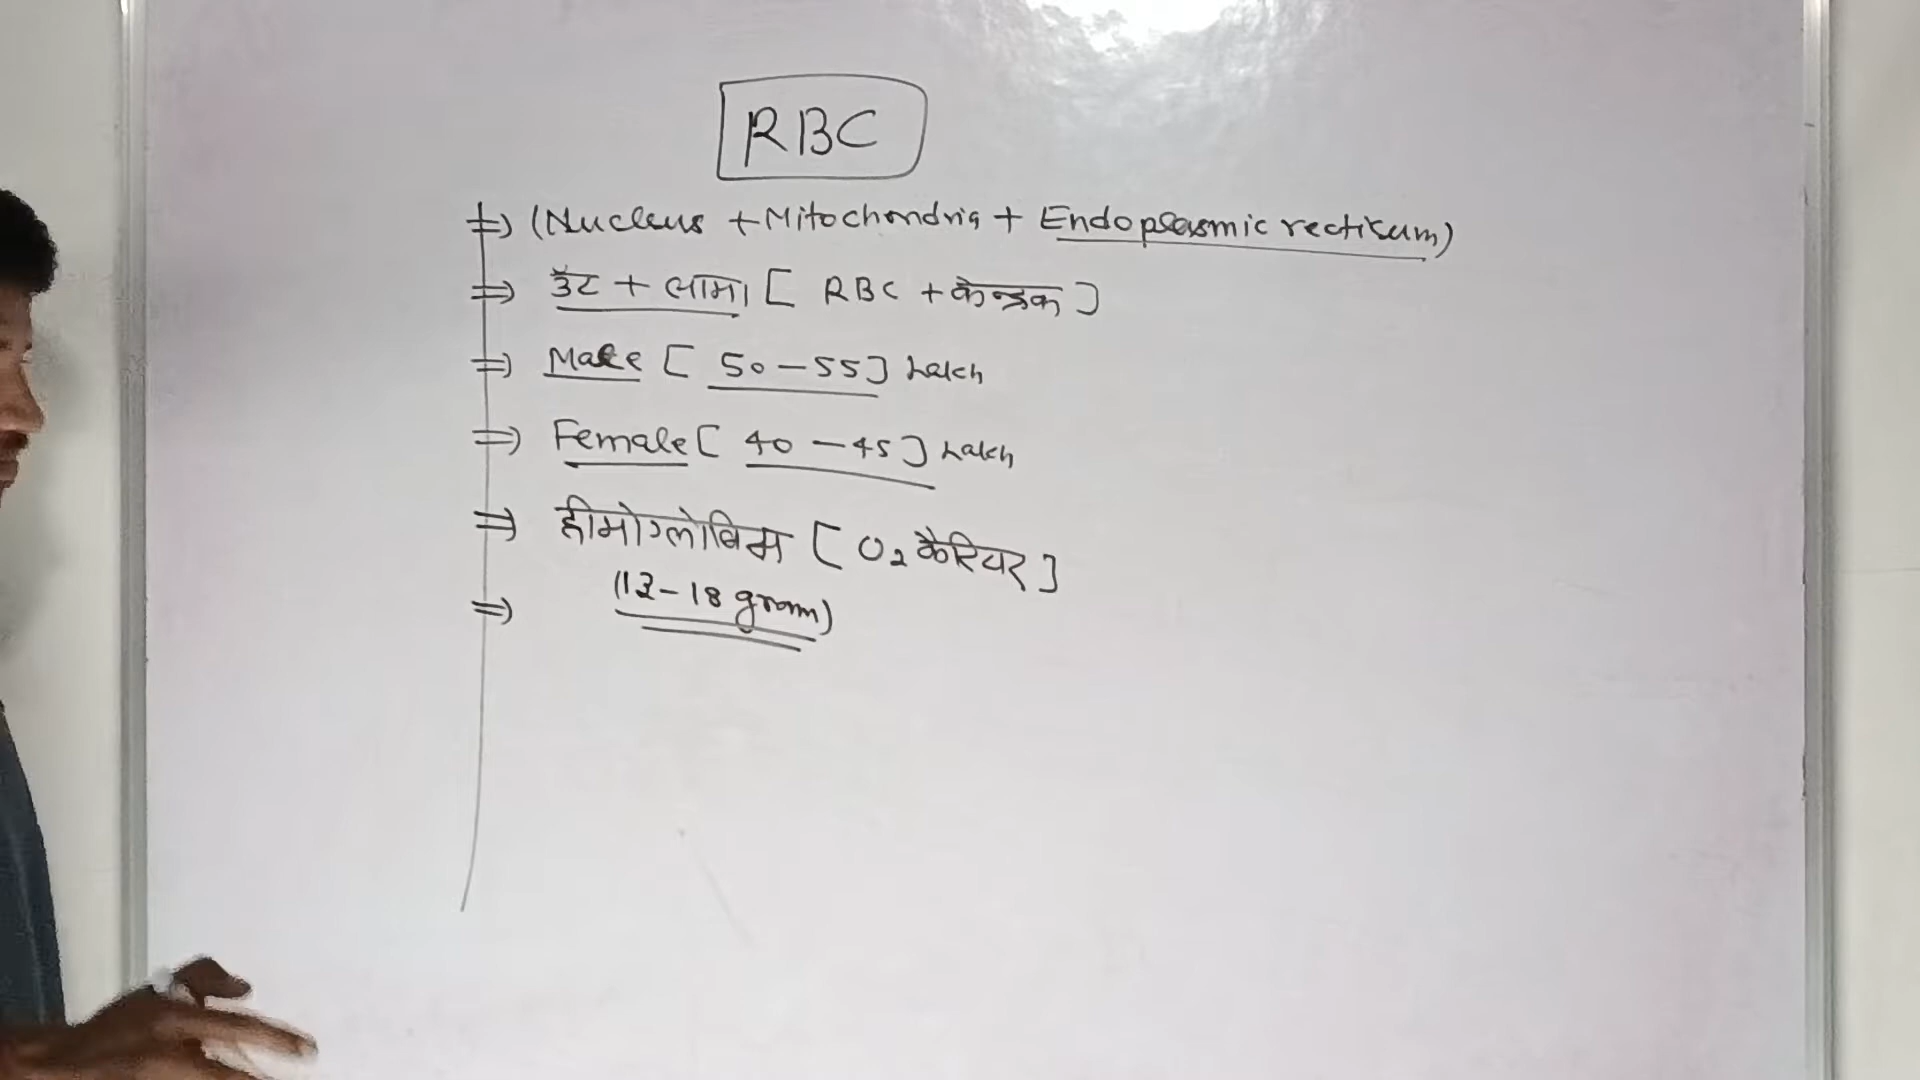 RBC
⇒ (Nucleus + Mitochondria + Endoplasmic rectikum)
⇒ ऊँट + लामा [ RBC + केन्द्रक ]
⇒ Male [ 50 - 55 ] Lakh
⇒ Female [ 40 - 45 ] Lakh
⇒ हीमोग्लोबिम [ O₂ कैरियर ]
⇒ (12 - 18 gram)